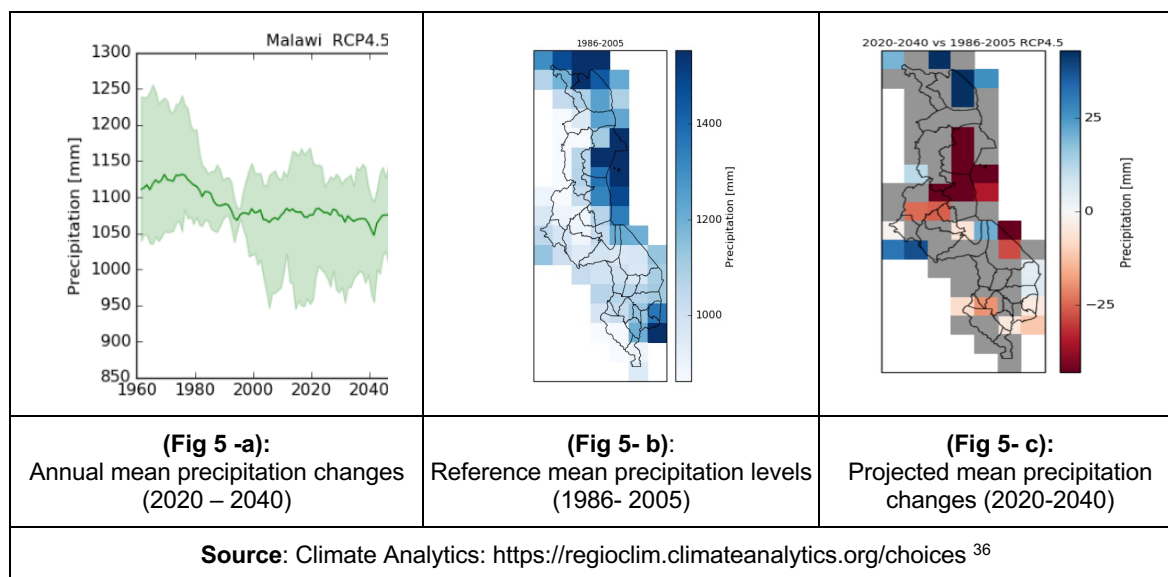 Malawi RCP4.5
1300
1250
1200
1150
1100
1050
1000
950
900
850
Precipitation [mm]
1960 1980 2000 2020 204
1986-2005
1400
1200
1000
Precipitation [mm]
2020-2040 vs 1986-2005 RCP4.5
25
0
−25
Precipitation [mm]
(Fig 5 -a):
Annual mean precipitation changes
(2020 – 2040)
(Fig 5- b):
Reference mean precipitation levels
(1986- 2005)
(Fig 5- c):
Projected mean precipitation
changes (2020-2040)
Source: Climate Analytics: https://regioclim.climateanalytics.org/choices 36